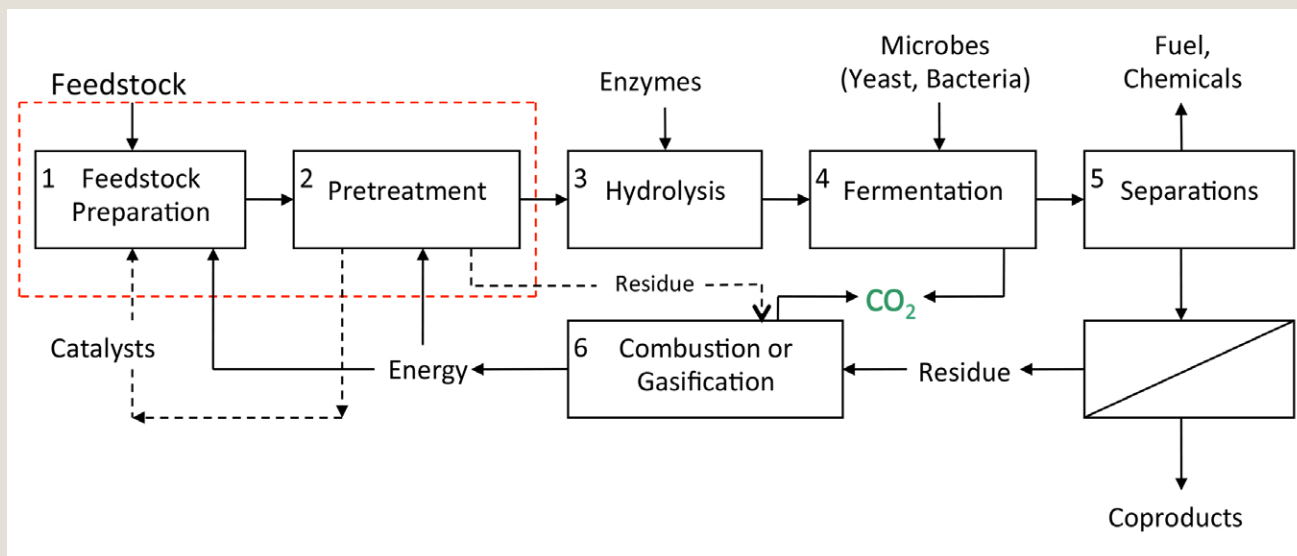 Feedstock
Enzymes
Microbes
(Yeast, Bacteria)
Fuel,
Chemicals
1 Feedstock
Preparation
2 Pretreatment
3 Hydrolysis
4 Fermentation
5 Separations
Residue
CO₂
Catalysts
Energy
6 Combustion or
Gasification
Residue
Coproducts